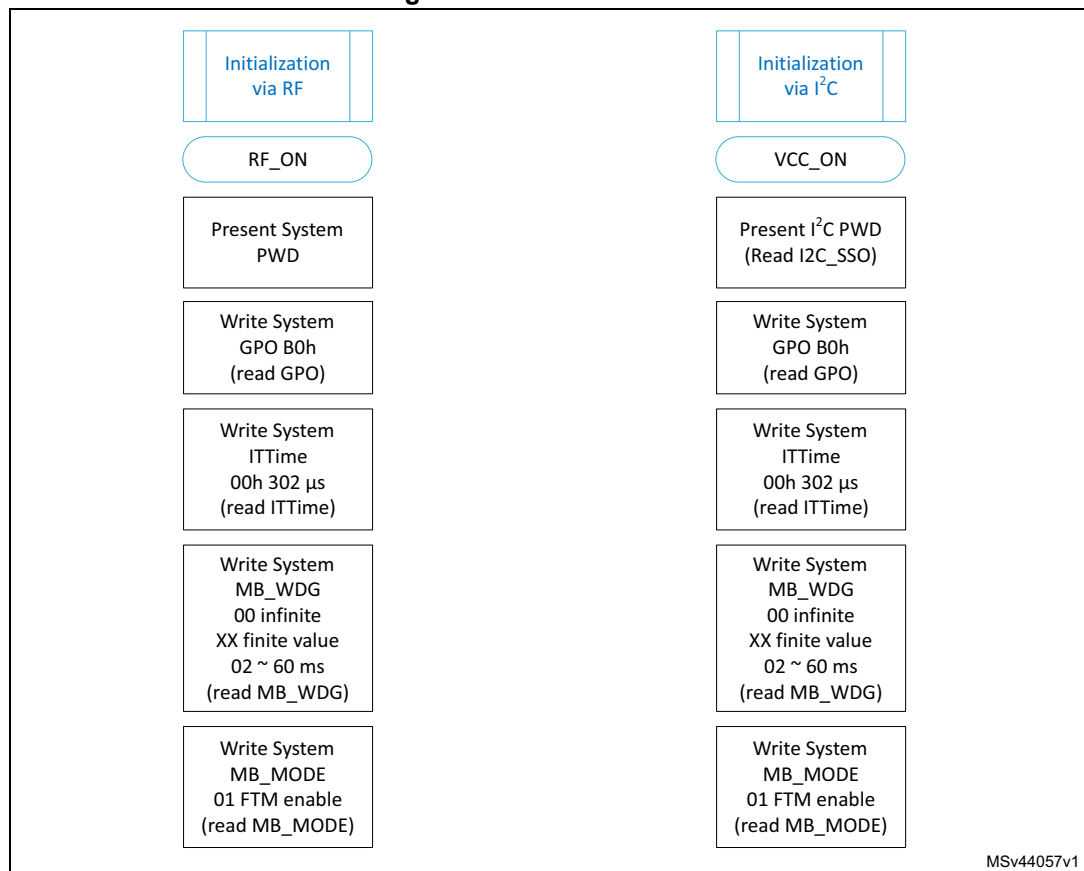 Initialization
via RF
RF_ON
Present System
PWD
Write System
GPO B0h
(read GPO)
Write System
ITTime
00h 302 µs
(read ITTime)
Write System
MB_WDG
00 infinite
XX finite value
02 ~ 60 ms
(read MB_WDG)
Write System
MB_MODE
01 FTM enable
(read MB_MODE)
Initialization
via I²C
VCC_ON
Present I²C PWD
(Read I2C_SSO)
Write System
GPO B0h
(read GPO)
Write System
ITTime
00h 302 µs
(read ITTime)
Write System
MB_WDG
00 infinite
XX finite value
02 ~ 60 ms
(read MB_WDG)
Write System
MB_MODE
01 FTM enable
(read MB_MODE)
MSv44057v1